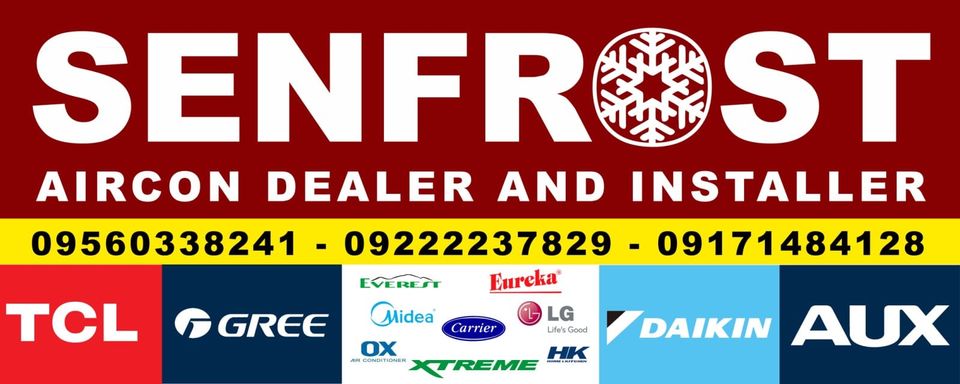 SENFROST
AIRCON DEALER AND INSTALLER
09560338241 - 09222237829 - 09171484128
TCL
GREE
EVEREST
Eureka®
Midea
Carrier
LG
Life's Good
OX
AIR CONDITIONER
XTREME
HK
DAIKIN
AUX